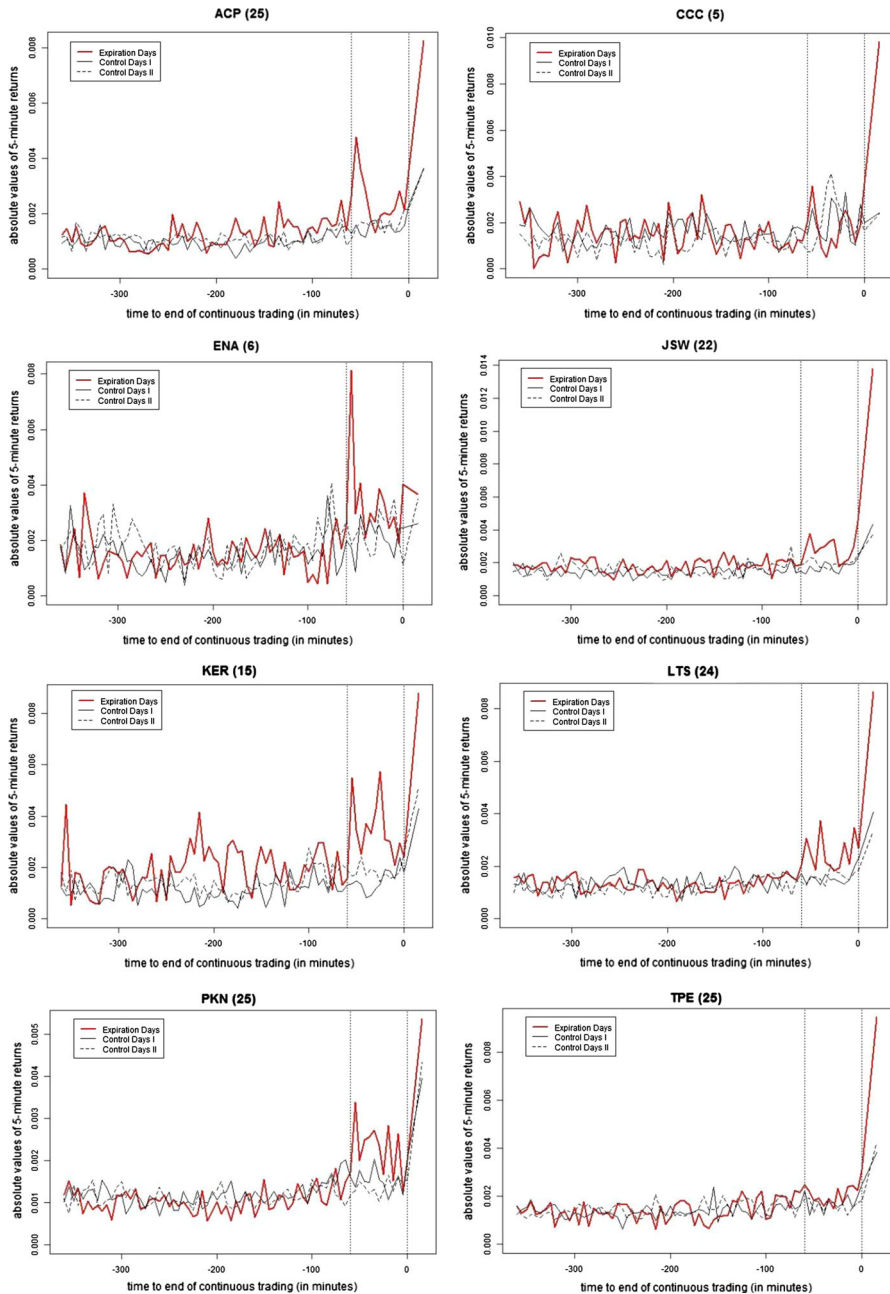 ACP (25)
absolute values of 5-minute returns
0.008
0.006
0.004
0.002
0.000
Expiration Days
Control Days I
Control Days II
-300 -200 -100 0
time to end of continuous trading (in minutes)
CCC (5)
absolute values of 5-minute returns
0.010
0.008
0.006
0.004
0.002
0.000
Expiration Days
Control Days I
Control Days II
-300 -200 -100 0
time to end of continuous trading (in minutes)
ENA (6)
absolute values of 5-minute returns
0.008
0.006
0.004
0.002
0.000
Expiration Days
Control Days I
Control Days II
-300 -200 -100 0
time to end of continuous trading (in minutes)
JSW (22)
absolute values of 5-minute returns
0.014
0.012
0.010
0.008
0.006
0.004
0.002
0.000
Expiration Days
Control Days I
Control Days II
-300 -200 -100 0
time to end of continuous trading (in minutes)
KER (15)
absolute values of 5-minute returns
0.008
0.006
0.004
0.002
0.000
Expiration Days
Control Days I
Control Days II
-300 -200 -100 0
time to end of continuous trading (in minutes)
LTS (24)
absolute values of 5-minute returns
0.008
0.006
0.004
0.002
0.000
Expiration Days
Control Days I
Control Days II
-300 -200 -100 0
time to end of continuous trading (in minutes)
PKN (25)
absolute values of 5-minute returns
0.005
0.004
0.003
0.002
0.001
0.000
Expiration Days
Control Days I
Control Days II
-300 -200 -100 0
time to end of continuous trading (in minutes)
TPE (25)
absolute values of 5-minute returns
0.008
0.006
0.004
0.002
0.000
Expiration Days
Control Days I
Control Days II
-300 -200 -100 0
time to end of continuous trading (in minutes)